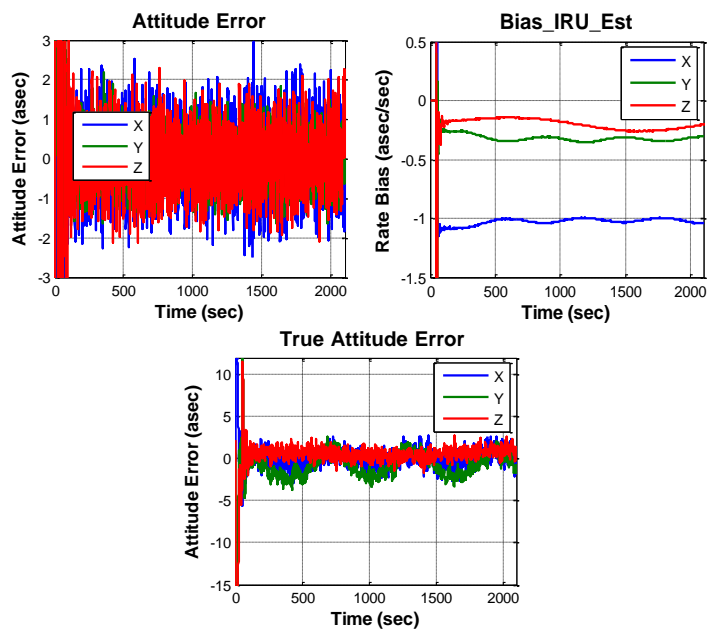 Attitude Error
Attitude Error (asec)
3
2
1
0
-1
-2
-3
X
Y
Z
0
500
1000
1500
2000
Time (sec)
Bias_IRU_Est
Rate Bias (asec/sec)
0.5
0
-0.5
-1
-1.5
X
Y
Z
0
500
1000
1500
2000
Time (sec)
True Attitude Error
Attitude Error (asec)
10
5
0
-5
-10
-15
X
Y
Z
0
500
1000
1500
2000
Time (sec)